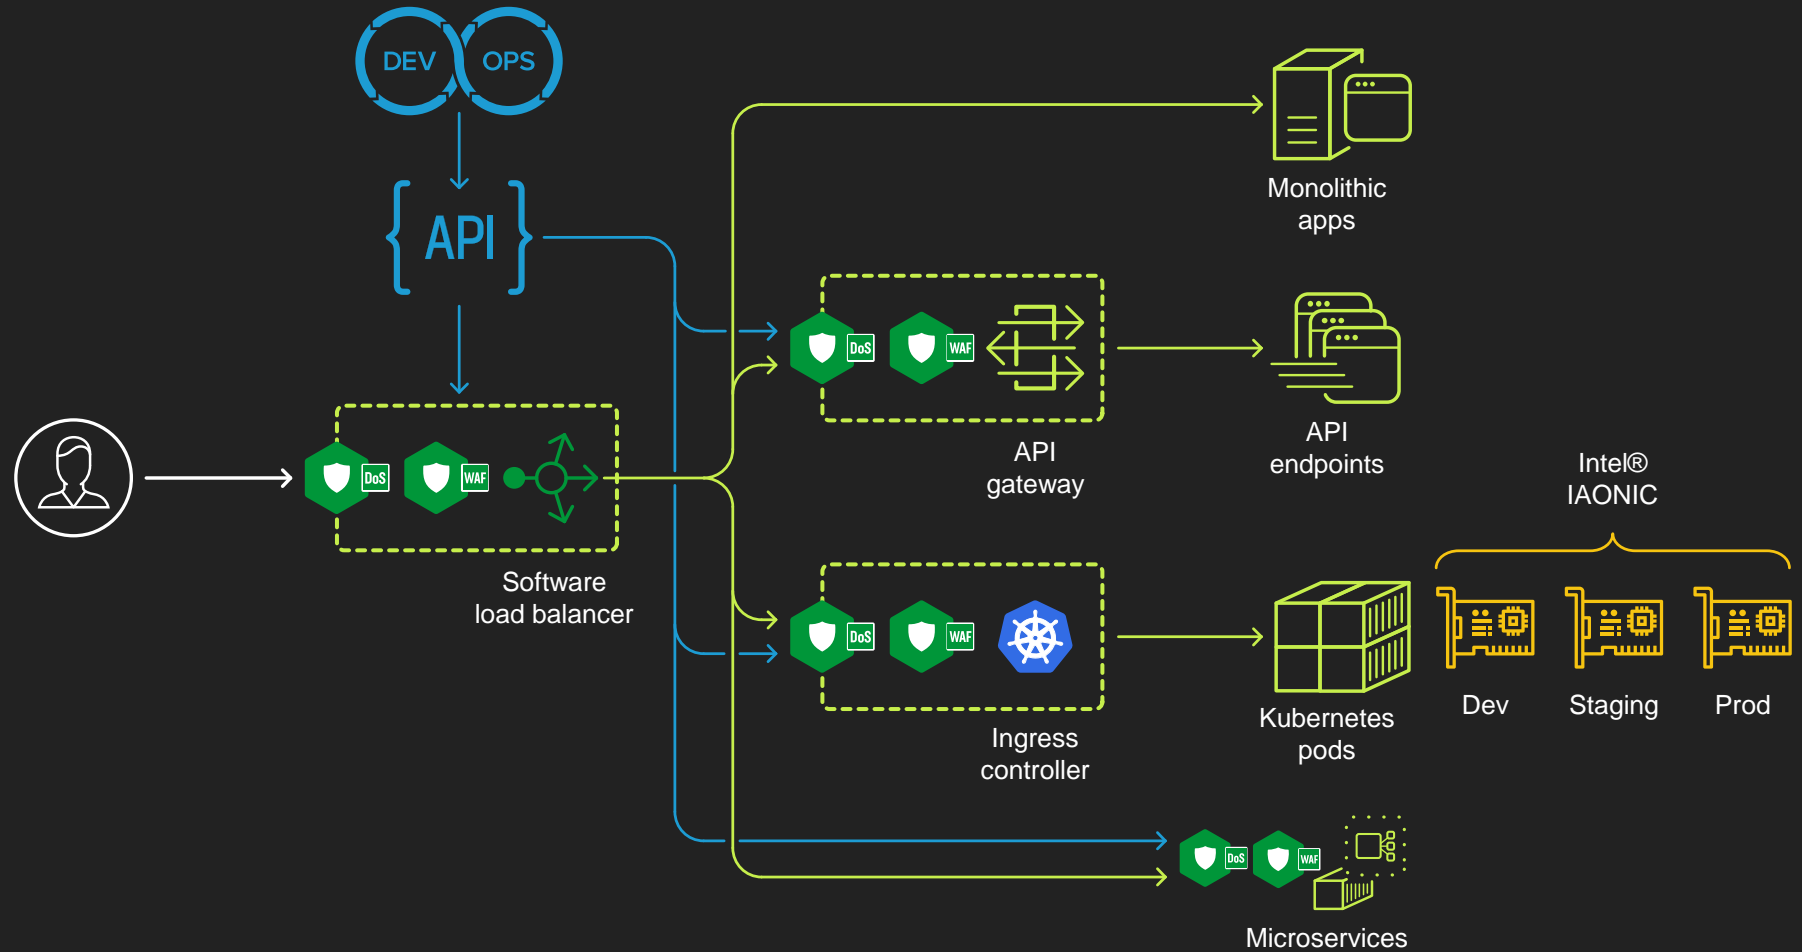 DEV
OPS
{ API }
Monolithic
apps
DoS
WAF
API
gateway
API
endpoints
DoS
WAF
Software
load balancer
Intel®
IAONIC
DoS
WAF
Ingress
controller
Kubernetes
pods
Dev
Staging
Prod
DoS
WAF
Microservices